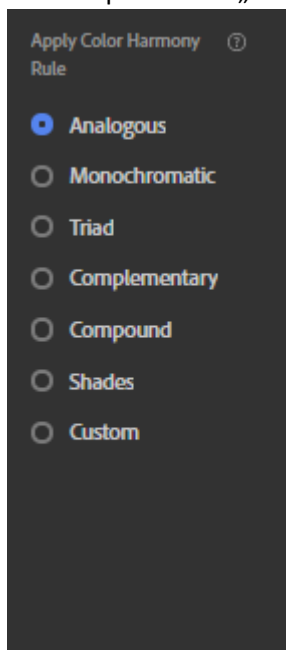 Apply Color Harmony
Rule
Analogous
Monochromatic
Triad
Complementary
Compound
Shades
Custom